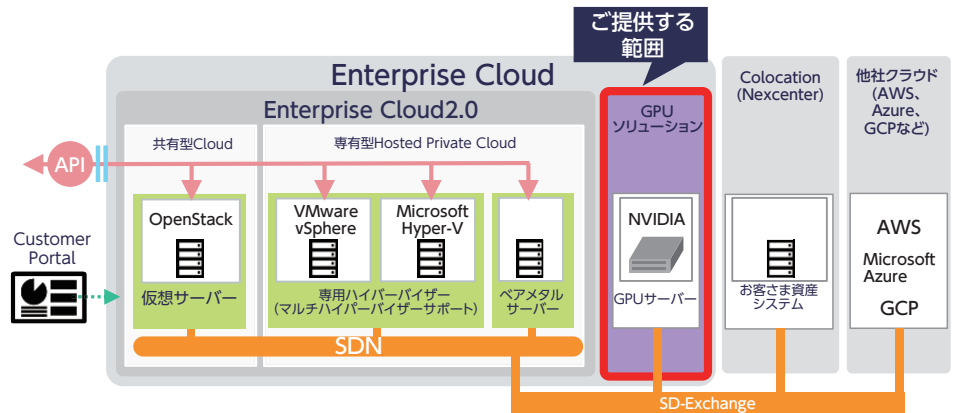 ご提供する
範囲
Enterprise Cloud
Enterprise Cloud2.0
共有型Cloud
専有型Hosted Private Cloud
API
OpenStack
仮想サーバー
VMware
vSphere
Microsoft
Hyper-V
専用ハイパーバイザー
(マルチハイパーバイザーサポート)
ベアメタル
サーバー
SDN
Customer
Portal
GPU
ソリューション
NVIDIA
GPUサーバー
Colocation
(Nexcenter)
お客さま資産
システム
他社クラウド
(AWS、
Azure、
GCPなど)
AWS
Microsoft
Azure
GCP
SD-Exchange